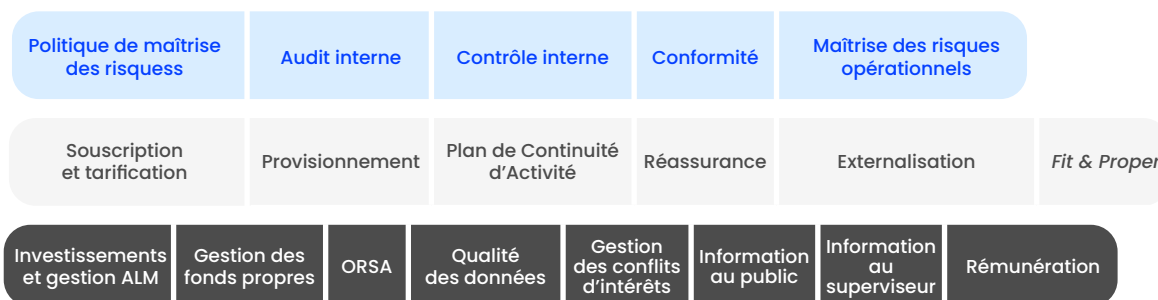 Politique de maîtrise
des risquess
Audit interne
Contrôle interne
Conformité
Maîtrise des risques
opérationnels
Souscription
et tarification
Provisionnement
Plan de Continuité
d'Activité
Réassurance
Externalisation
Fit & Proper
Investissements
et gestion ALM
Gestion des
fonds propres
ORSA
Qualité
des données
Gestion
des conflits
d'intérêts
Information
au public
Information
au
superviseur
Rémunération